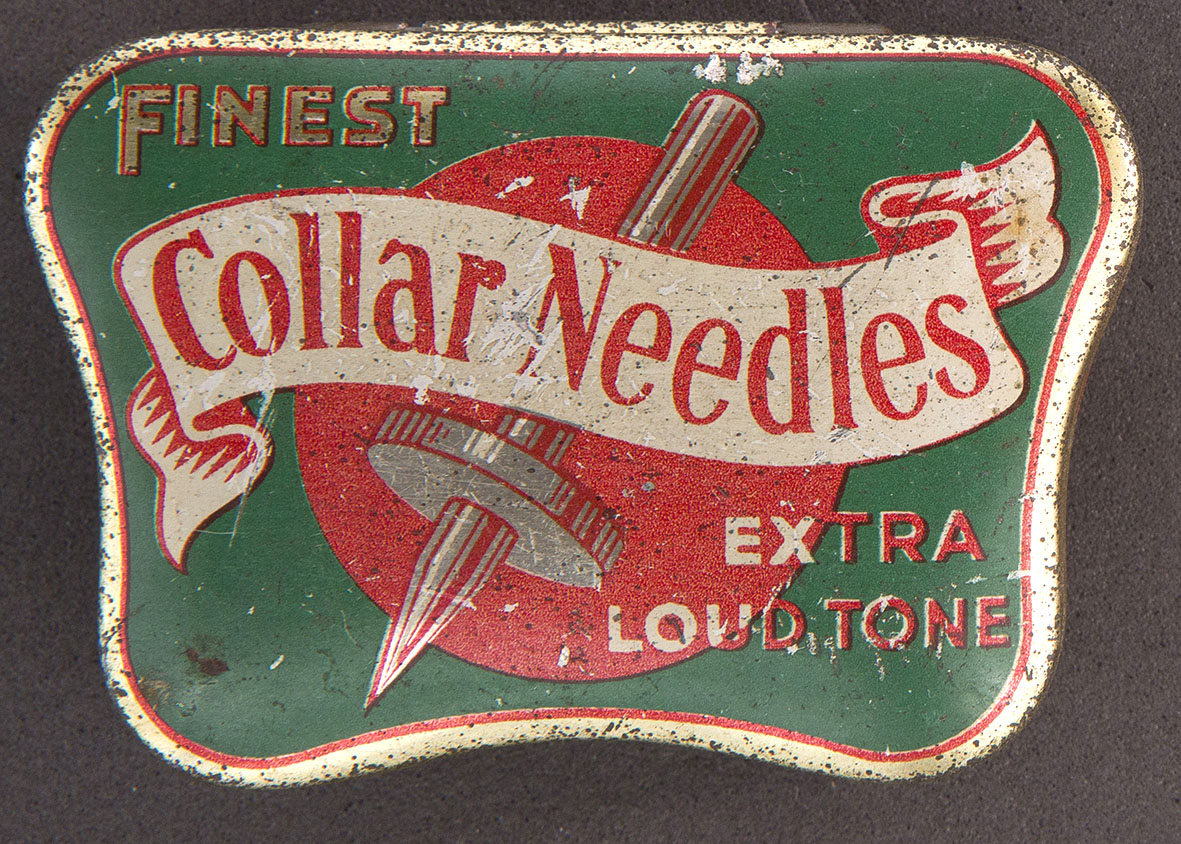 FINEST
Collar Needles
EXTRA
LOUD TONE